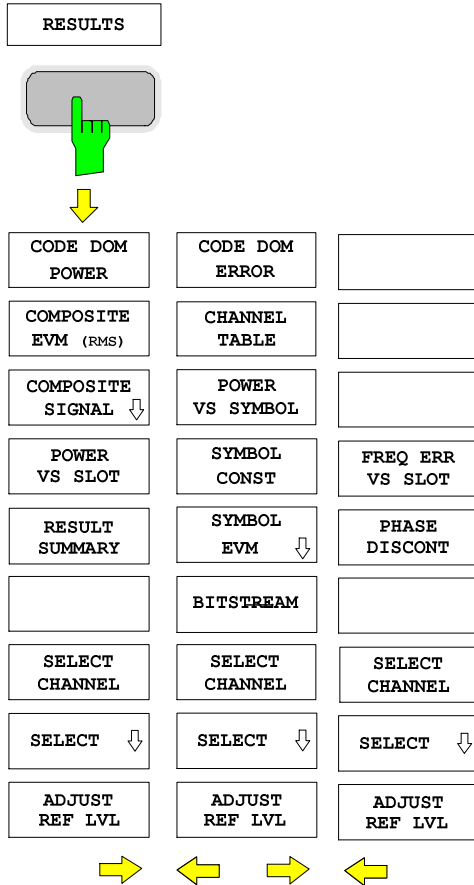 RESULTS
CODE DOM
POWER
COMPOSITE
EVM (RMS)
COMPOSITE
SIGNAL
POWER
VS SLOT
RESULT
SUMMARY
SELECT
CHANNEL
SELECT
ADJUST
REF LVL
CODE DOM
ERROR
CHANNEL
TABLE
POWER
VS SYMBOL
SYMBOL
CONST
SYMBOL
EVM
BITSTREAM
SELECT
CHANNEL
SELECT
ADJUST
REF LVL
FREQ ERR
VS SLOT
PHASE
DISCONT
SELECT
CHANNEL
SELECT
ADJUST
REF LVL